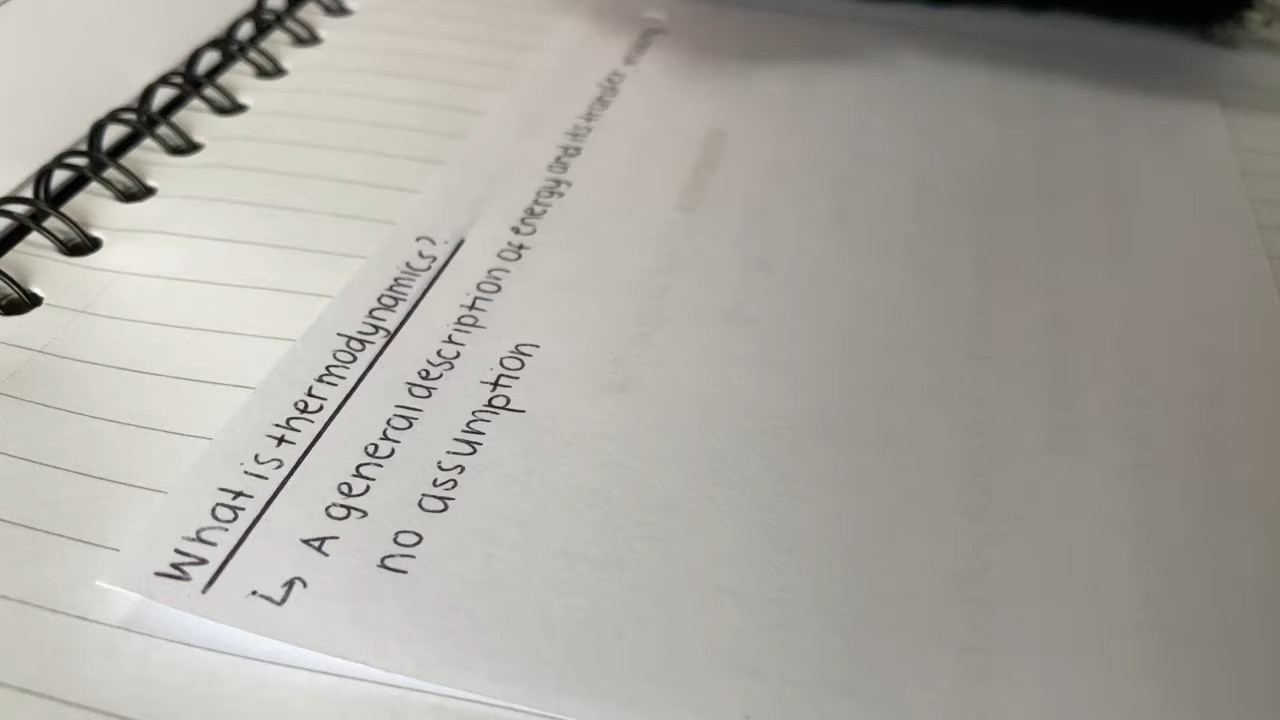 What is thermodynamics?
↳ A general description of energy and its transfer
no assumption